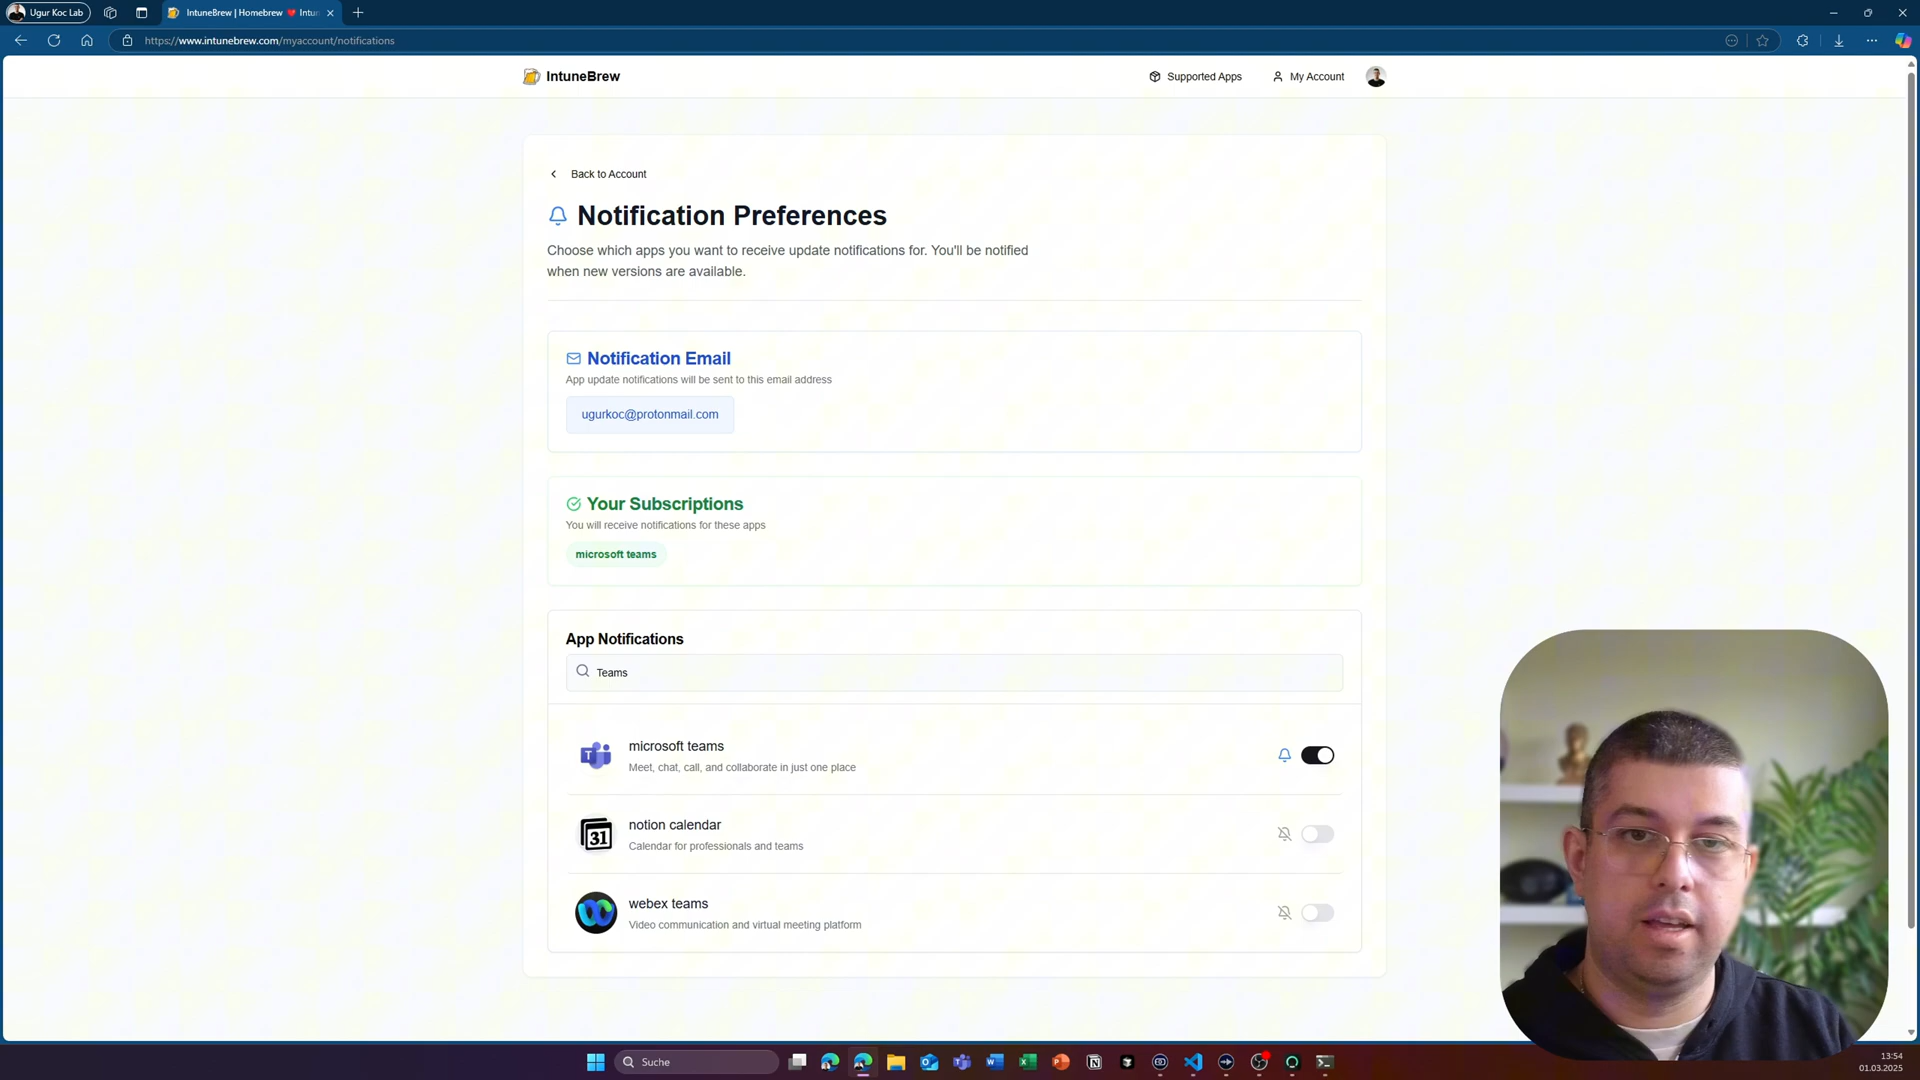 Ugur Koc Lab
IntuneBrew | Homebrew ❤️ Intun
https://www.intunebrew.com/myaccount/notifications
IntuneBrew
Supported Apps
My Account
Back to Account
Notification Preferences
Choose which apps you want to receive update notifications for. You'll be notified
when new versions are available.
Notification Email
App update notifications will be sent to this email address
ugurkoc@protonmail.com
Your Subscriptions
You will receive notifications for these apps
microsoft teams
App Notifications
Teams
microsoft teams
Meet, chat, call, and collaborate in just one place
31
notion calendar
Calendar for professionals and teams
webex teams
Video communication and virtual meeting platform
Suche
13:54
01.03.2025